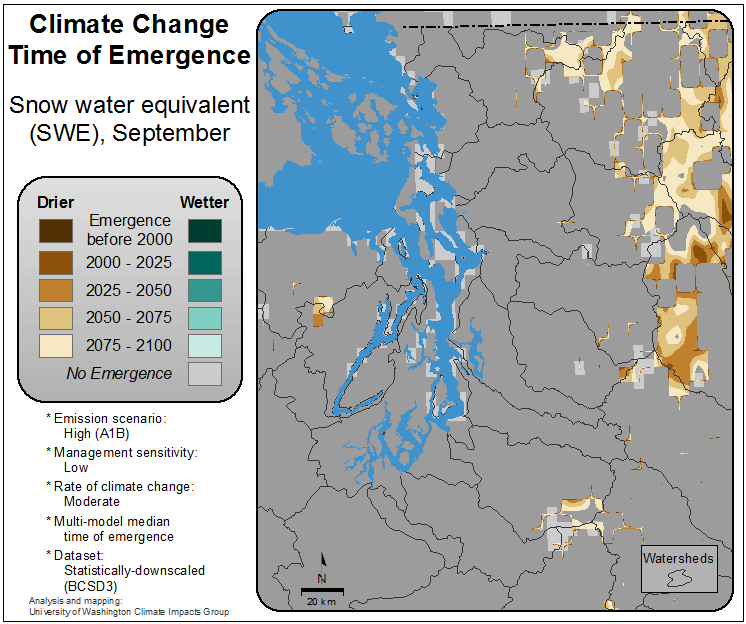 Climate Change
Time of Emergence
Snow water equivalent
(SWE), September
Drier
Wetter
Emergence
before 2000
2000 - 2025
2025 - 2050
2050 - 2075
2075 - 2100
No Emergence
* Emission scenario:
High (A1B)
* Management sensitivity:
Low
* Rate of climate change:
Moderate
* Multi-model median
time of emergence
* Dataset:
Statistically-downscaled
(BCSD3)
Analysis and mapping:
University of Washington Climate Impacts Group
N
20 km
Watersheds